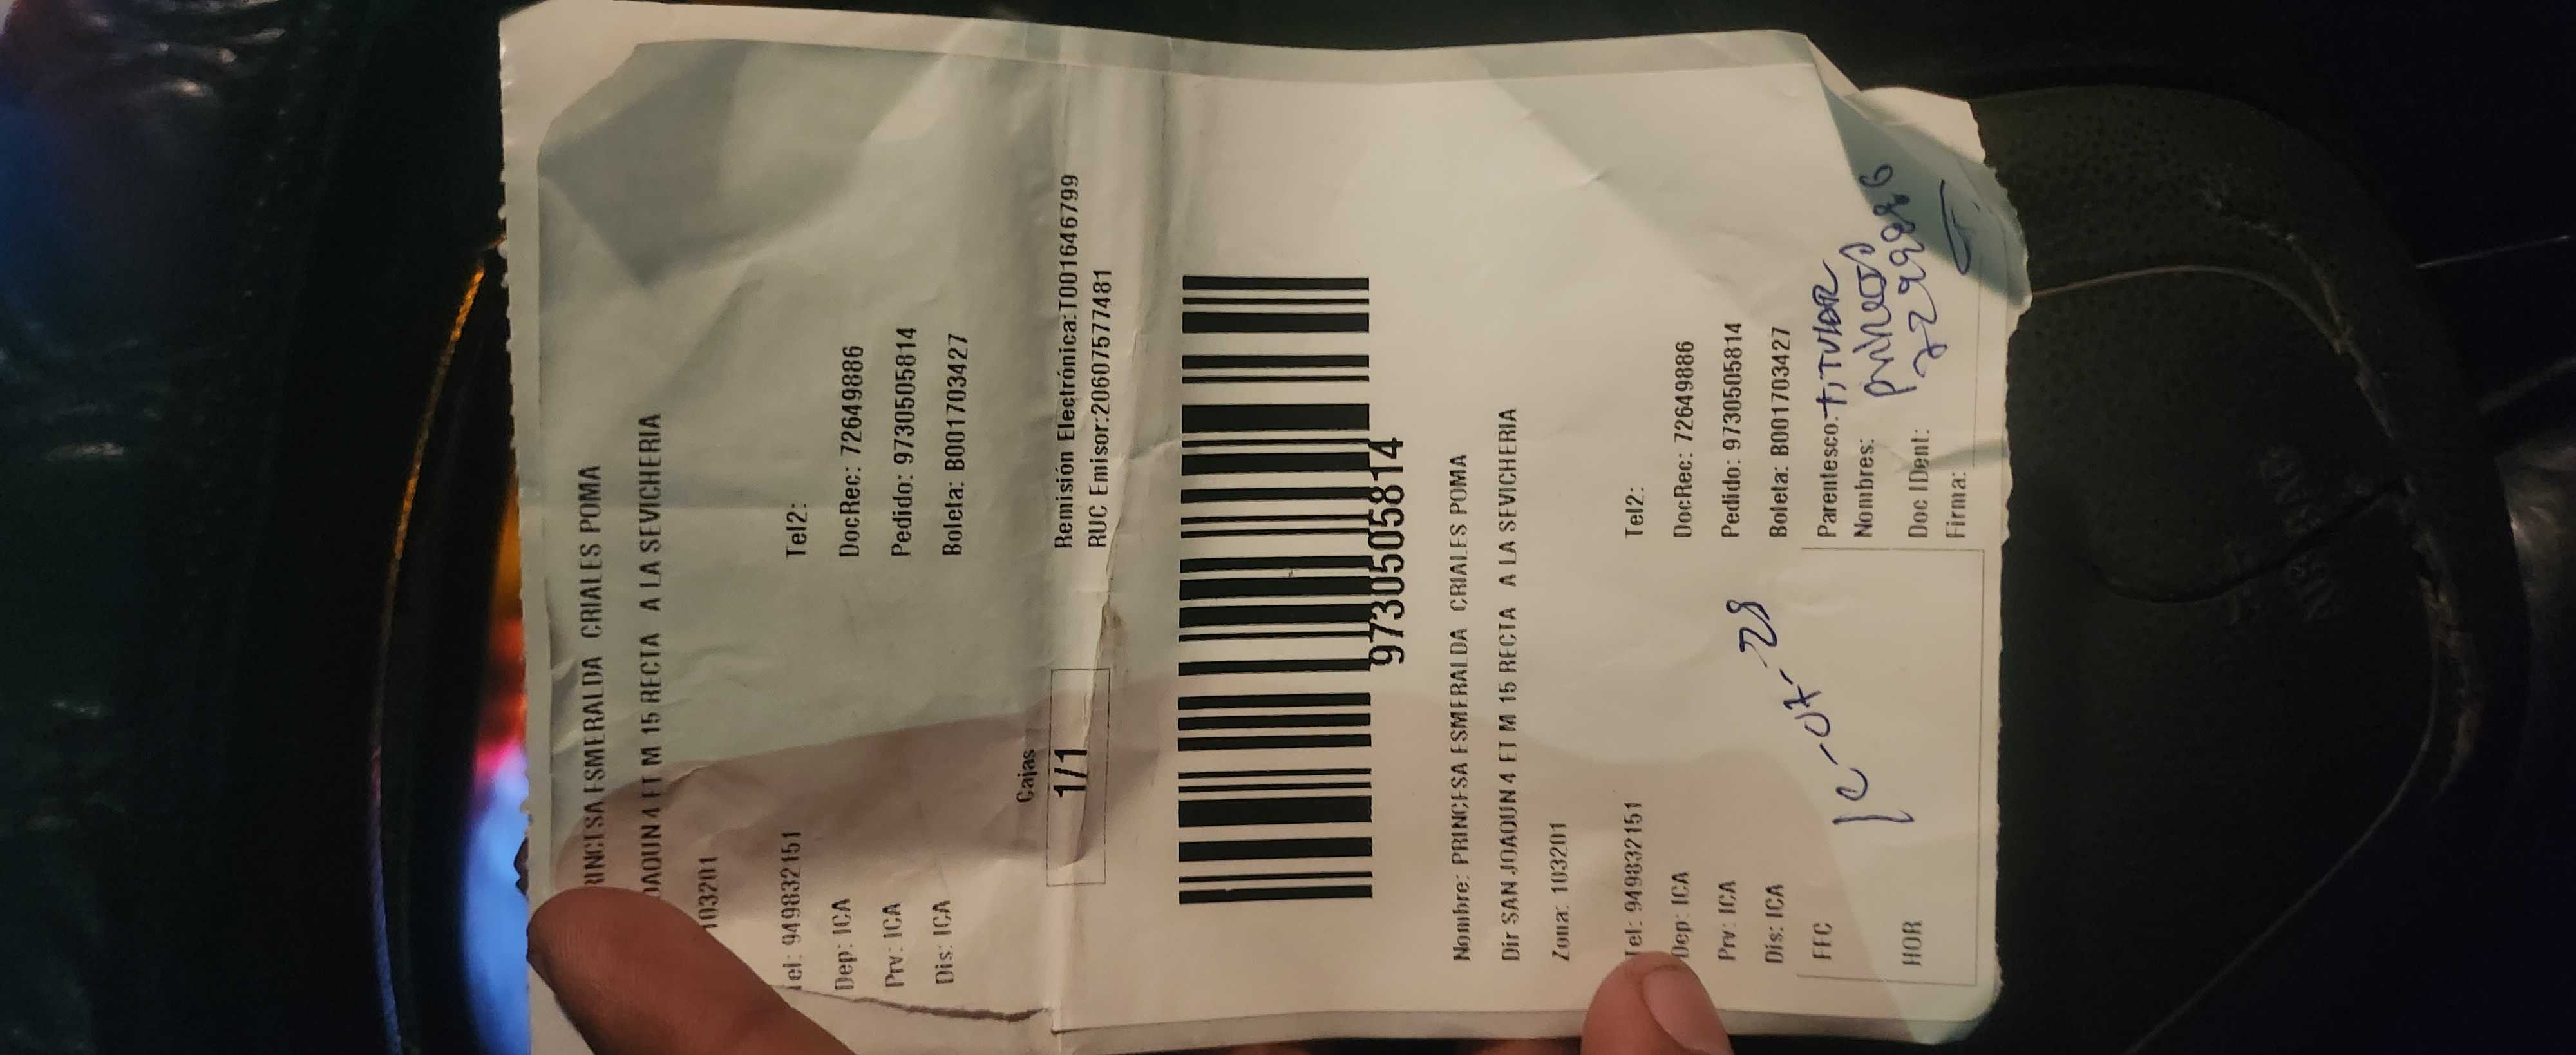 RINCESA ESMERALDA CRIALES POMA
OAQUIN 4 ET M 15 RECTA A LA SEVICHERIA
103201
Tel: 949832151 Tel2:
Dep: ICA DocRec: 72649886
Prv: ICA Pedido: 9730505814
Dis: ICA Boleta: B001703427
Cajas
1/1
Remisión Electrónica:T001646799
RUC Emisor:20607577481
9730505814
Nombre: PRINCESA ESMERALDA CRIALES POMA
Dir SAN JOAQUIN 4 ET M 15 RECTA A LA SEVICHERIA
Zona: 103201
Tel: 949832151 Tel2:
Dep: ICA DocRec: 72649886
Prv: ICA Pedido: 9730505814
Dis: ICA Boleta: B001703427
FEC
HOR
Parentesco: TITULAR
Nombres:
Doc IDent:
Firma: